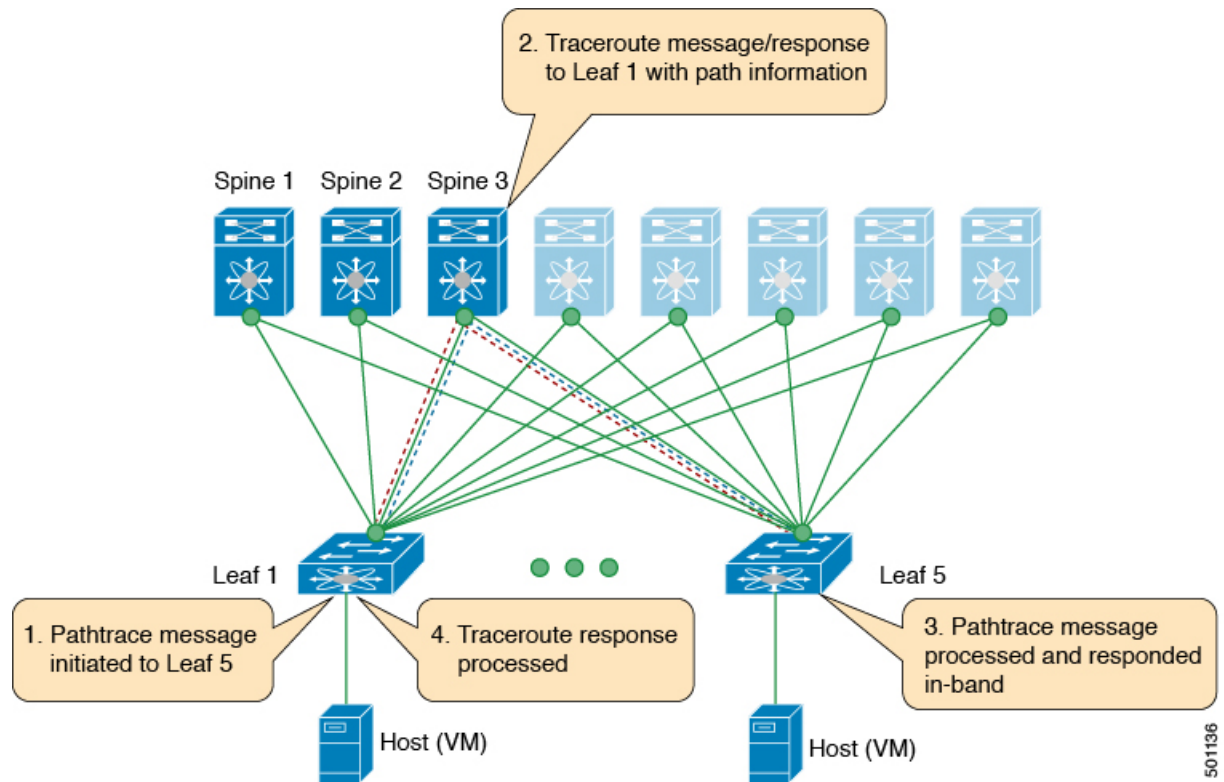 2. Traceroute message/response
to Leaf 1 with path information
Spine 1
Spine 2
Spine 3
Leaf 1
Leaf 5
1. Pathtrace message
initiated to Leaf 5
4. Traceroute response
processed
3. Pathtrace message
processed and responded
in-band
Host (VM)
Host (VM)
501136